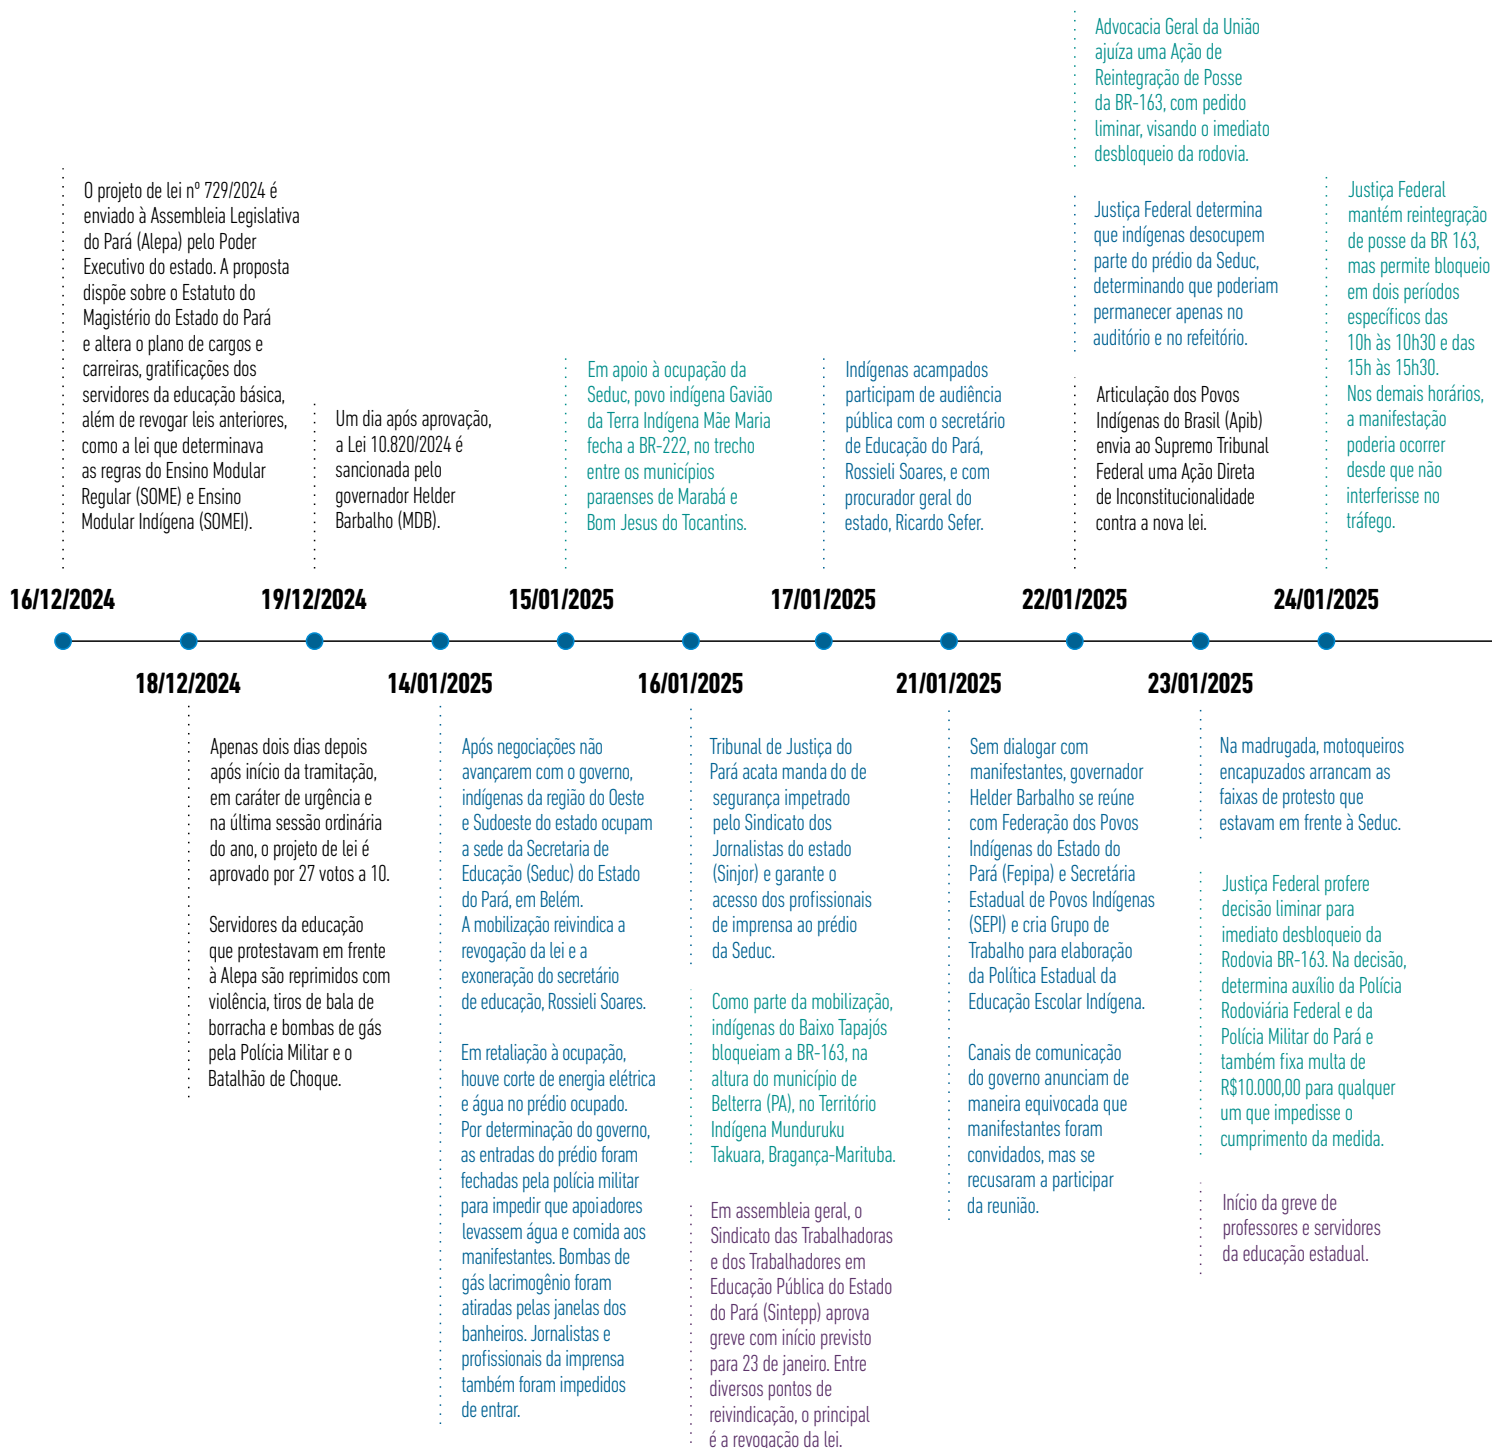 16/12/2024
O projeto de lei nº 729/2024 é
enviado à Assembleia Legislativa
do Pará (Alepa) pelo Poder
Executivo do estado. A proposta
dispõe sobre o Estatuto do
Magistério do Estado do Pará
e altera o plano de cargos e
carreiras, gratificações dos
servidores da educação básica,
além de revogar leis anteriores,
como a lei que determinava
as regras do Ensino Modular
Regular (SOME) e Ensino
Modular Indígena (SOMEI).
18/12/2024
Apenas dois dias depois
após início da tramitação,
em caráter de urgência e
na última sessão ordinária
do ano, o projeto de lei é
aprovado por 27 votos a 10.
Servidores da educação
que protestavam em frente
à Alepa são reprimidos com
violência, tiros de bala de
borracha e bombas de gás
pela Polícia Militar e o
Batalhão de Choque.
19/12/2024
Um dia após aprovação,
a Lei 10.820/2024 é
sancionada pelo
governador Helder
Barbalho (MDB).
14/01/2025
Após negociações não
avançarem com o governo,
indígenas da região do Oeste
e Sudoeste do estado ocupam
a sede da Secretaria de
Educação (Seduc) do Estado
do Pará, em Belém.
A mobilização reivindica a
revogação da lei e a
exoneração do secretário
de educação, Rossieli Soares.
Em retaliação à ocupação,
houve corte de energia elétrica
e água no prédio ocupado.
Por determinação do governo,
as entradas do prédio foram
fechadas pela polícia militar
para impedir que apoiadores
levassem água e comida aos
manifestantes. Bombas de
gás lacrimogênio foram
atiradas pelas janelas dos
banheiros. Jornalistas e
profissionais da imprensa
também foram impedidos
de entrar.
15/01/2025
Em apoio à ocupação da
Seduc, povo indígena Gavião
da Terra Indígena Mãe Maria
fecha a BR-222, no trecho
entre os municípios
paraenses de Marabá e
Bom Jesus do Tocantins.
16/01/2025
Tribunal de Justiça do
Pará acata manda do de
segurança impetrado
pelo Sindicato dos
Jornalistas do estado
(Sinjor) e garante o
acesso dos profissionais
de imprensa ao prédio
da Seduc.
Como parte da mobilização,
indígenas do Baixo Tapajós
bloqueiam a BR-163, na
altura do município de
Belterra (PA), no Território
Indígena Munduruku
Takuara, Bragança-Marituba.
Em assembleia geral, o
Sindicato das Trabalhadoras
e dos Trabalhadores em
Educação Pública do Estado
do Pará (Sintepp) aprova
greve com início previsto
para 23 de janeiro. Entre
diversos pontos de
reivindicação, o principal
é a revogação da lei.
17/01/2025
Indígenas acampados
participam de audiência
pública com o secretário
de Educação do Pará,
Rossieli Soares, e com
procurador geral do
estado, Ricardo Sefer.
21/01/2025
Sem dialogar com
manifestantes, governador
Helder Barbalho se reúne
com Federação dos Povos
Indígenas do Estado do
Pará (Fepipa) e Secretária
Estadual de Povos Indígenas
(SEPI) e cria Grupo de
Trabalho para elaboração
da Política Estadual da
Educação Escolar Indígena.
Canais de comunicação
do governo anunciam de
maneira equivocada que
manifestantes foram
convidados, mas se
recusaram a participar
da reunião.
22/01/2025
Advocacia Geral da União
ajuíza uma Ação de
Reintegração de Posse
da BR-163, com pedido
liminar, visando o imediato
desbloqueio da rodovia.
Justiça Federal determina
que indígenas desocupem
parte do prédio da Seduc,
determinando que poderiam
permanecer apenas no
auditório e no refeitório.
Articulação dos Povos
Indígenas do Brasil (Apib)
envia ao Supremo Tribunal
Federal uma Ação Direta
de Inconstitucionalidade
contra a nova lei.
23/01/2025
Na madrugada, motoqueiros
encapuzados arrancam as
faixas de protesto que
estavam em frente à Seduc.
Justiça Federal profere
decisão liminar para
imediato desbloqueio da
Rodovia BR-163. Na decisão,
determina auxílio da Polícia
Rodoviária Federal e da
Polícia Militar do Pará e
também fixa multa de
R$10.000,00 para qualquer
um que impedisse o
cumprimento da medida.
Início da greve de
professores e servidores
da educação estadual.
24/01/2025
Justiça Federal
mantém reintegração
de posse da BR 163,
mas permite bloqueio
em dois períodos
específicos das
10h às 10h30 e das
15h às 15h30.
Nos demais horários,
a manifestação
poderia ocorrer
desde que não
interferisse no
tráfego.